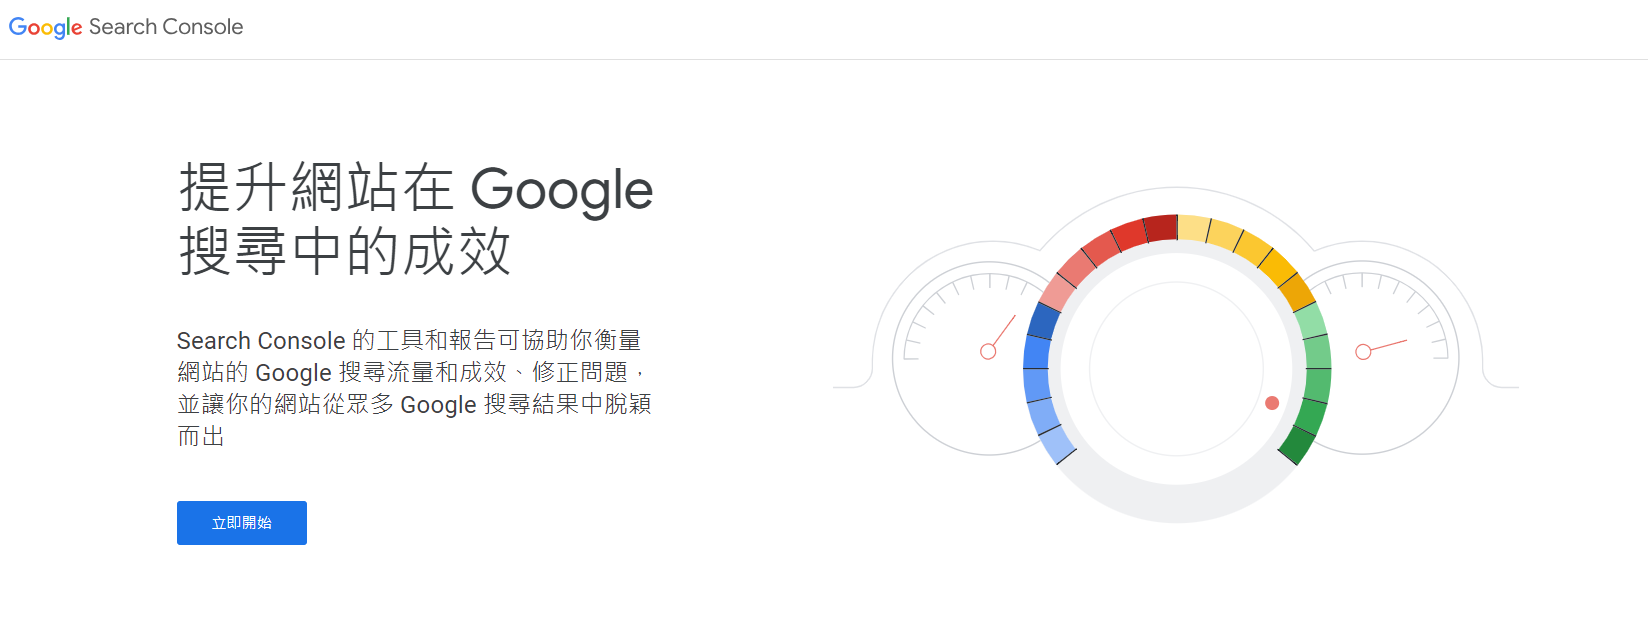 Google Search Console
提升網站在 Google
搜尋中的成效
Search Console 的工具和報告可協助你衡量
網站的 Google 搜尋流量和成效、修正問題，
並讓你的網站從眾多 Google 搜尋結果中脫穎
而出
立即開始